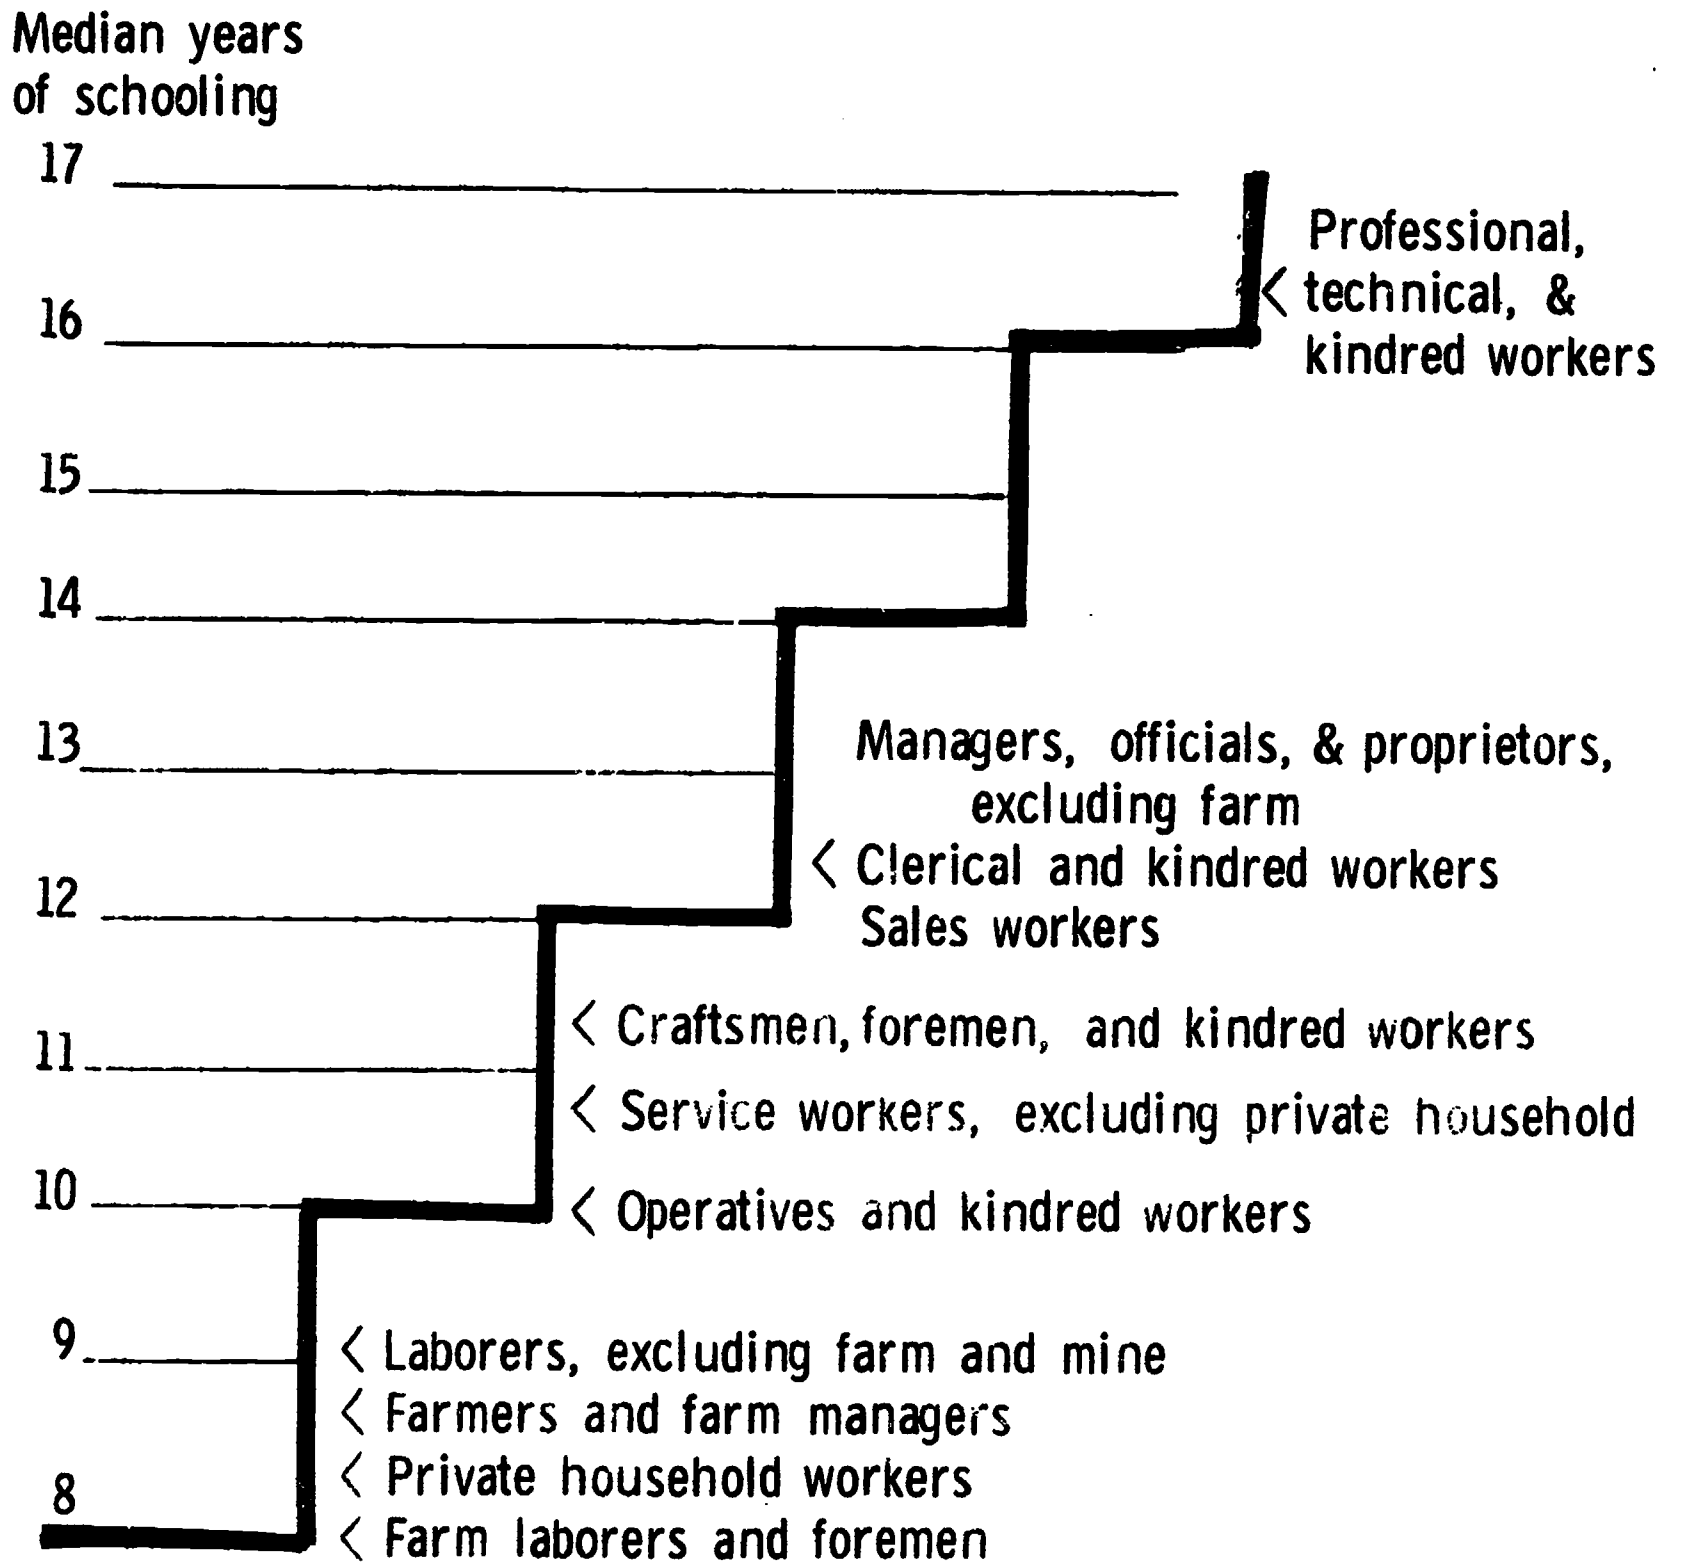 Median years
of schooling
17
Professional,
< technical, &
kindred workers
16
15
14
13
Managers, officials, & proprietors,
excluding farm
< Clerical and kindred workers
12
Sales workers
< Craftsmen, foremen, and kindred workers
11
< Service workers, excluding private household
10
< Operatives and kindred workers
9
< Laborers, excluding farm and mine
< Farmers and farm managers
< Private household workers
8
< Farm laborers and foremen